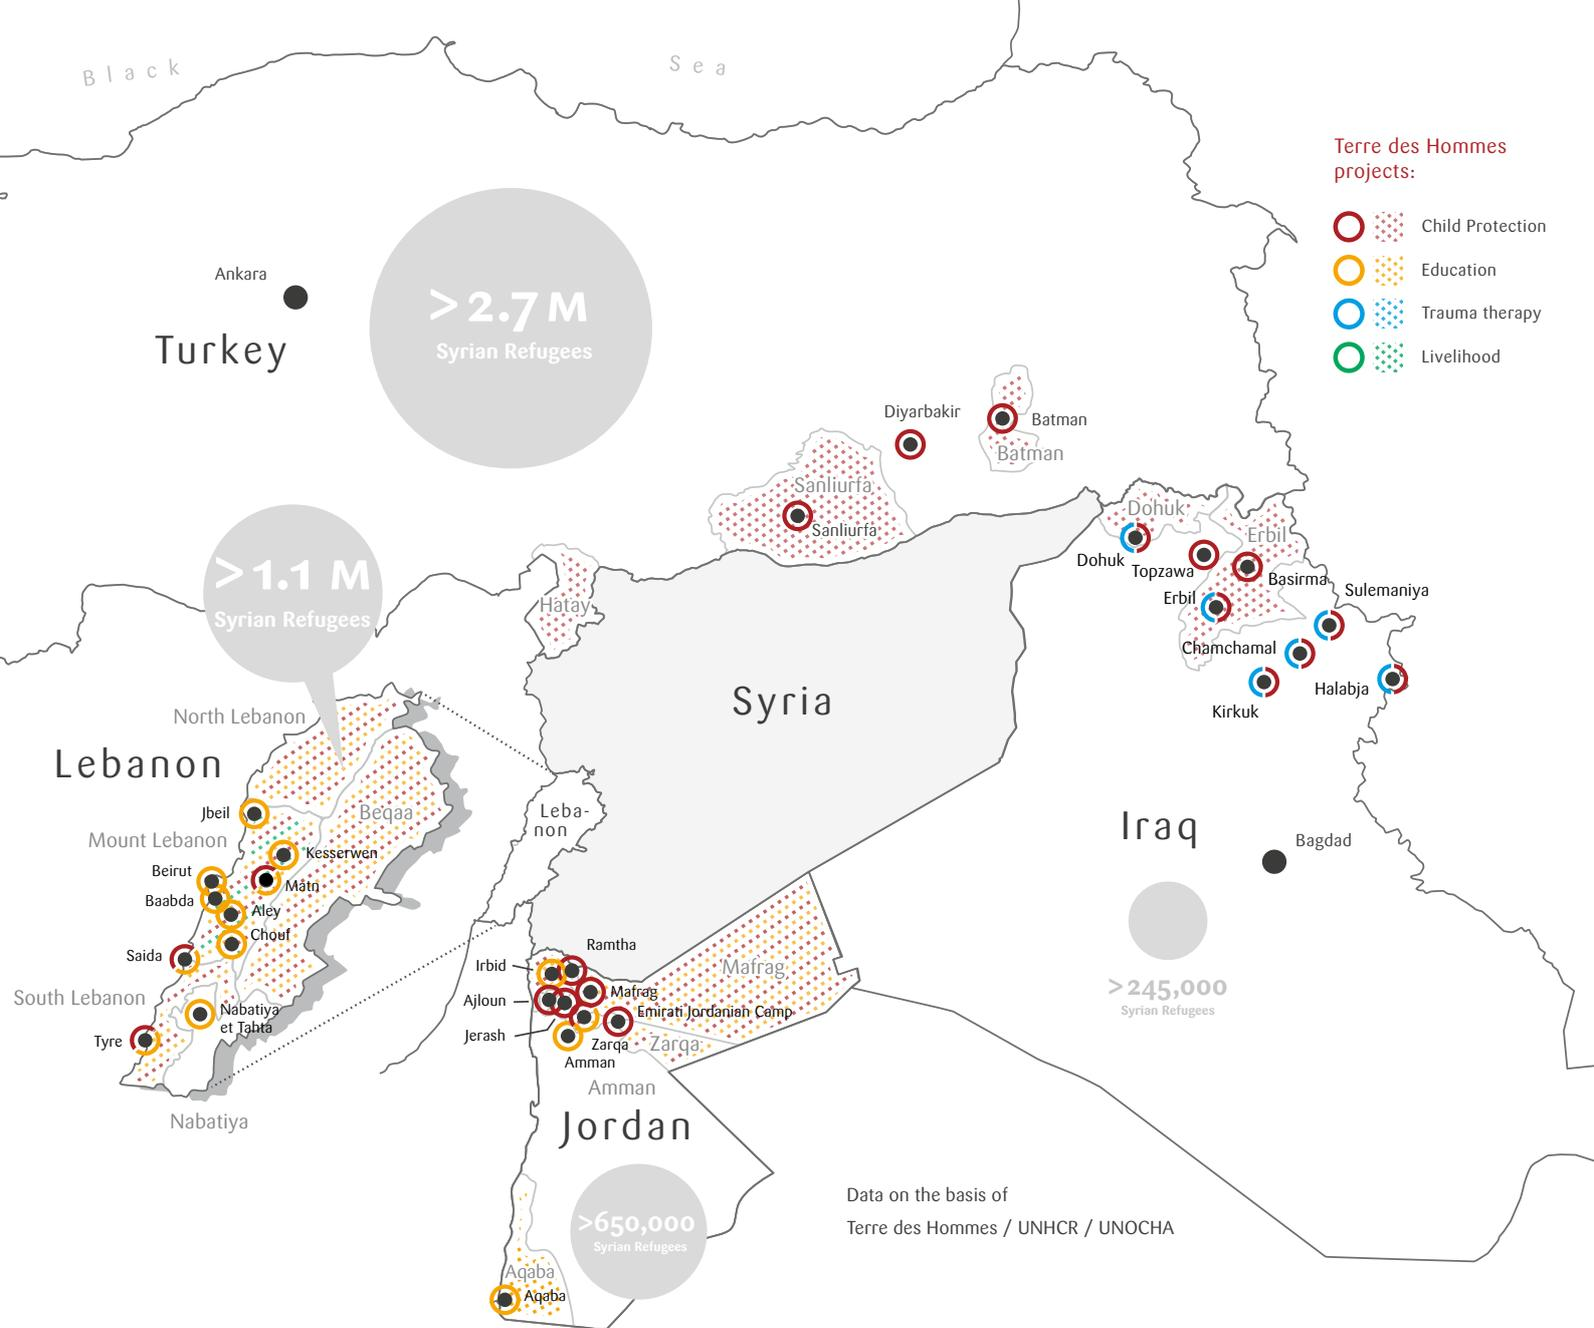 Black Sea
Terre des Hommes
projects:
Child Protection
Education
Trauma therapy
Livelihood
Ankara
Turkey
>2.7 M
Syrian Refugees
Diyarbakir
Batman
Batman
Sanliurfa
Sanliurfa
Hatay
>1.1 M
Syrian Refugees
Dohuk
Dohuk
Topzawa
Erbil
Erbil
Basirma
Sulemaniya
Chamchamal
Halabja
Kirkuk
Syria
North Lebanon
Lebanon
Jbeil
Beqaa
Mount Lebanon
Kesserwen
Beirut
Matn
Baabda
Aley
Chouf
Saida
South Lebanon
Nabatiya
et Tahta
Tyre
Nabatiya
Leba-
non
Iraq
Bagdad
>245,000
Syrian Refugees
Ramtha
Irbid
Mafrag
Ajloun
Mafrag
Emirati Jordanian Camp
Jerash
Zarqa
Zarqa
Amman
Amman
Jordan
>650,000
Syrian Refugees
Aqaba
Aqaba
Data on the basis of
Terre des Hommes / UNHCR / UNOCHA